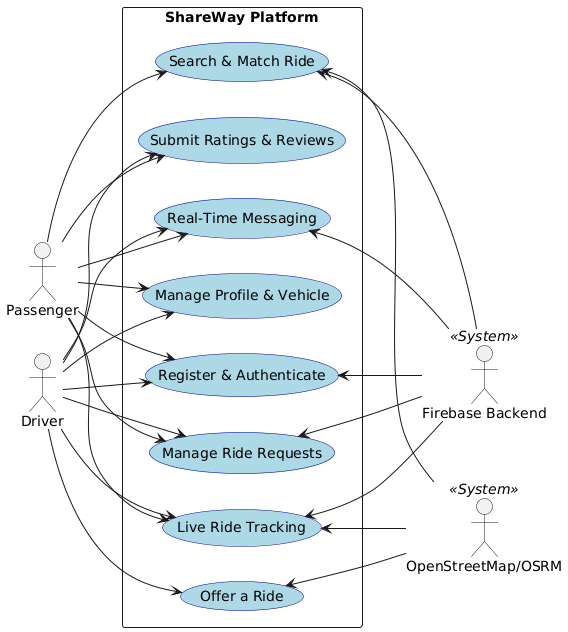 ShareWay Platform
Search & Match Ride
Submit Ratings & Reviews
Real-Time Messaging
Manage Profile & Vehicle
Passenger
«System»
Register & Authenticate
Firebase Backend
Driver
Manage Ride Requests
«System»
Live Ride Tracking
OpenStreetMap/OSRM
Offer a Ride